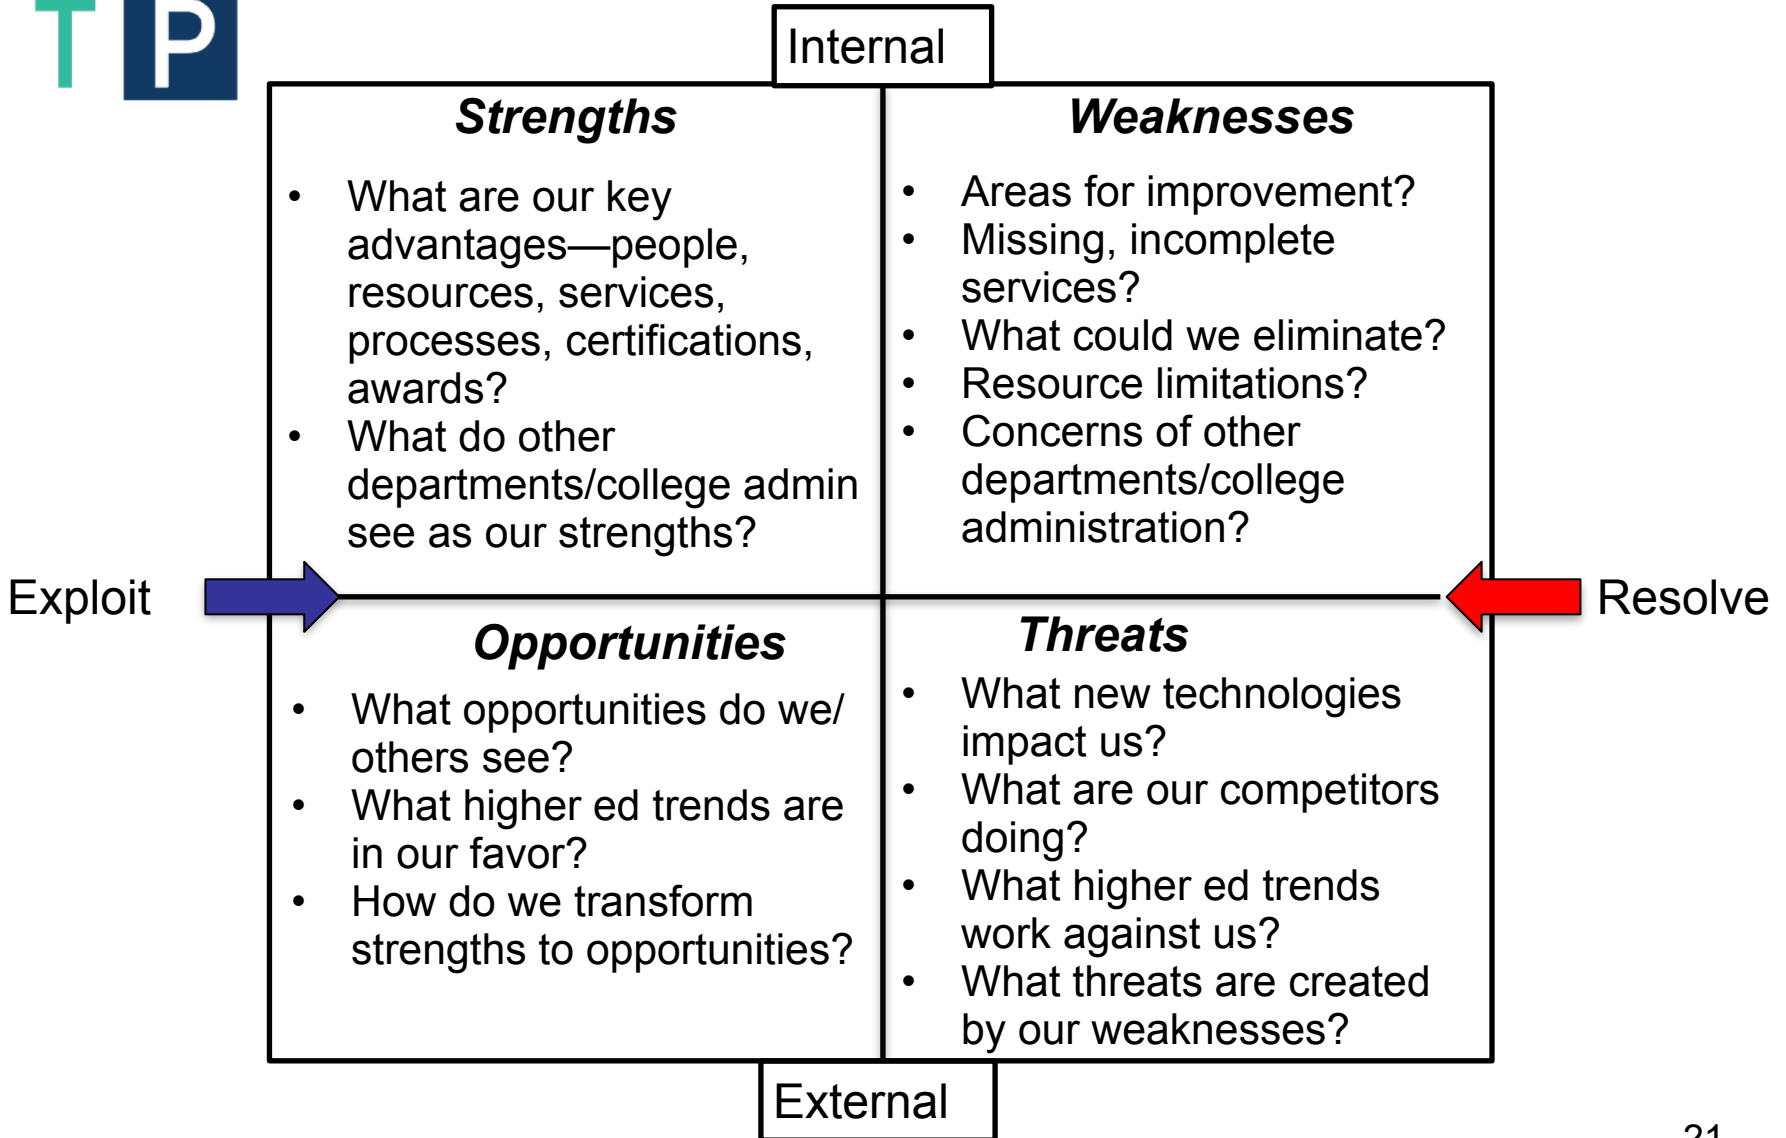 T P
Internal
Strengths
• What are our key
advantages—people,
resources, services,
processes, certifications,
awards?
• What do other
departments/college admin
see as our strengths?
Weaknesses
• Areas for improvement?
• Missing, incomplete
services?
• What could we eliminate?
• Resource limitations?
• Concerns of other
departments/college
administration?
Exploit
Resolve
Opportunities
• What opportunities do we/
others see?
• What higher ed trends are
in our favor?
• How do we transform
strengths to opportunities?
Threats
• What new technologies
impact us?
• What are our competitors
doing?
• What higher ed trends
work against us?
• What threats are created
by our weaknesses?
External
21